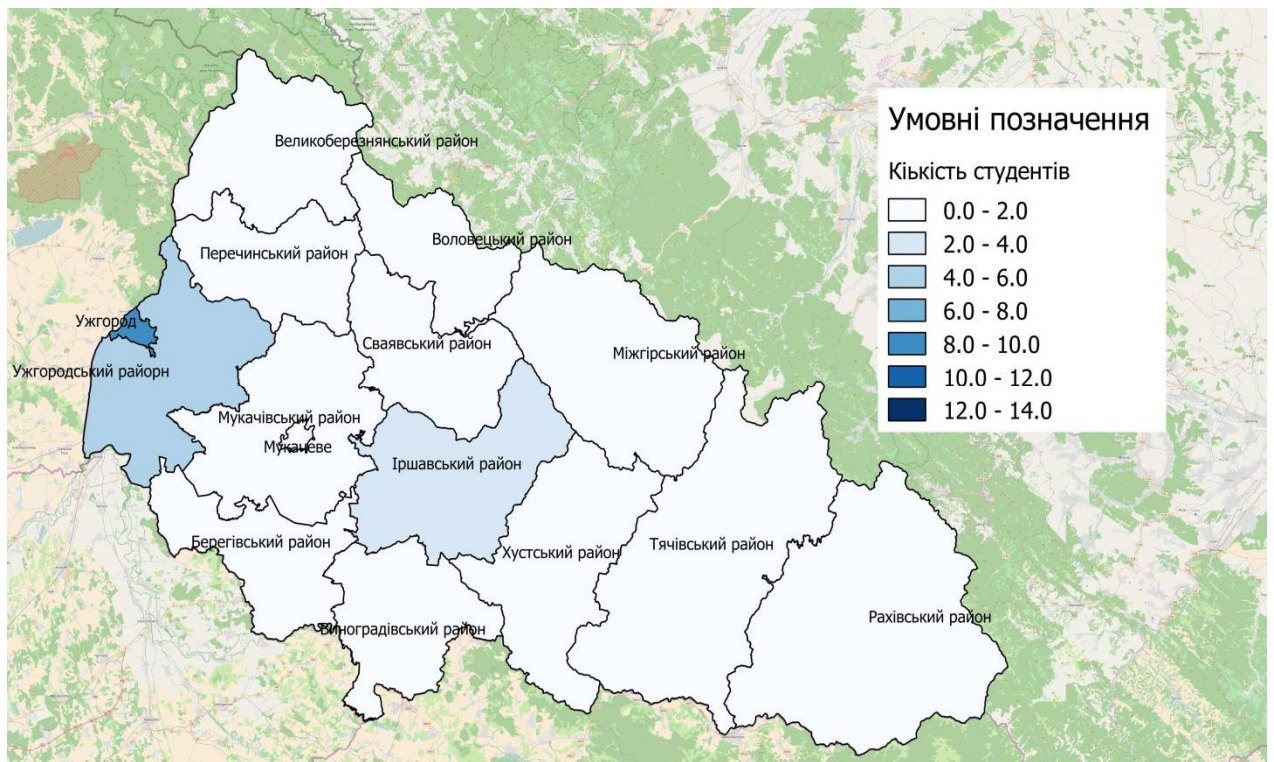 Умовні позначення
Кіькість студентів
0.0 - 2.0
2.0 - 4.0
4.0 - 6.0
6.0 - 8.0
8.0 - 10.0
10.0 - 12.0
12.0 - 14.0
Великоберезнянський район
Воловецький район
Перечинський район
Ужгород
Сваявський район
Міжгірський район
Ужгородський райорн
Мукачівський район
Мукачеве
Іршавський район
Берегівський район
Хустський район
Тячівський район
Виноградівський район
Рахівський район